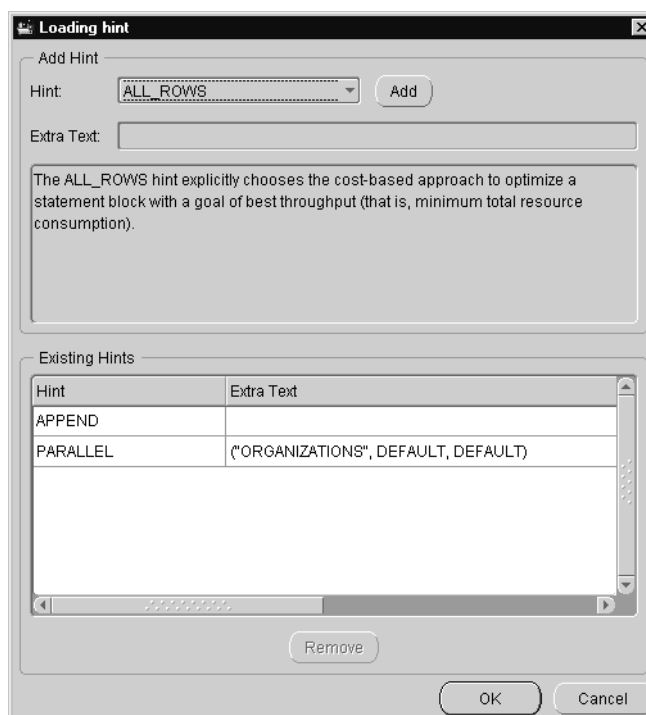 Loading hint
Add Hint
Hint: ALL_ROWS Add
Extra Text:
The ALL_ROWS hint explicitly chooses the cost-based approach to optimize a
statement block with a goal of best throughput (that is, minimum total resource
consumption).
Existing Hints
Hint Extra Text
APPEND
PARALLEL ("ORGANIZATIONS", DEFAULT, DEFAULT)
Remove
OK Cancel